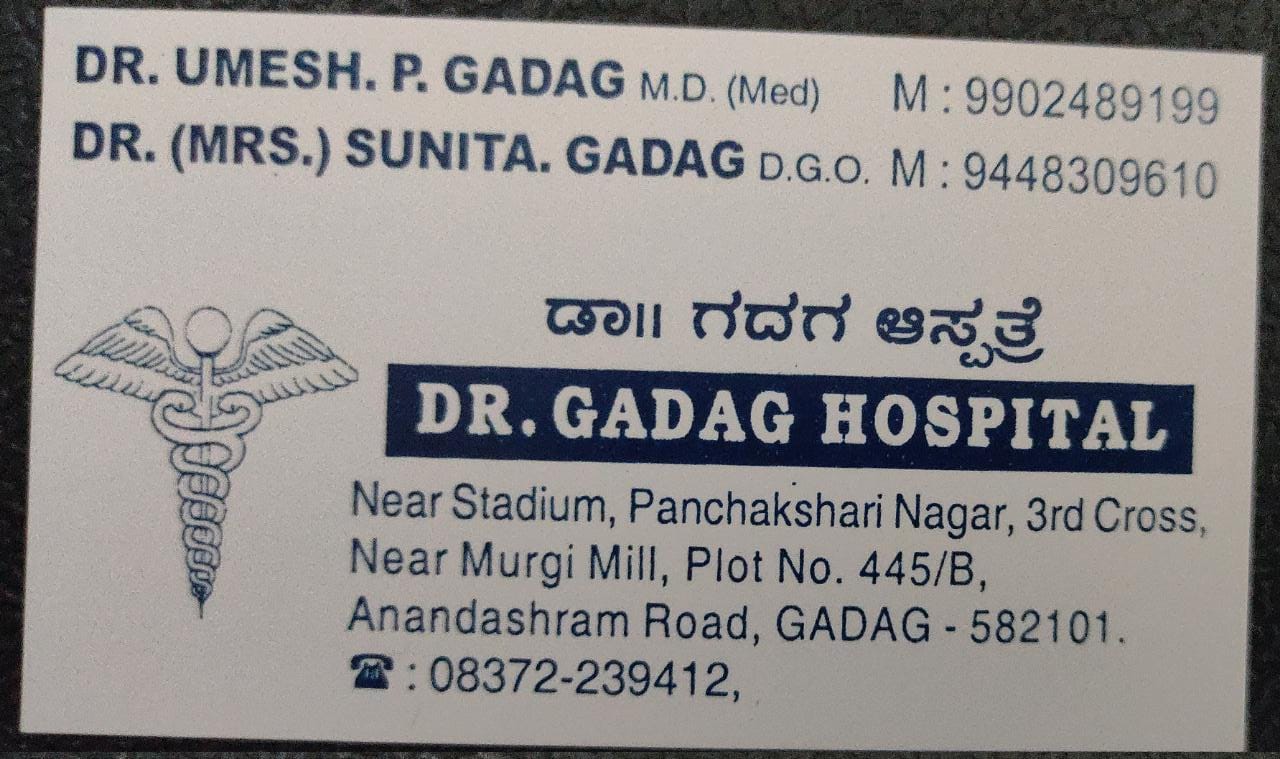 DR. UMESH. P. GADAG M.D. (Med) M : 9902489199
DR. (MRS.) SUNITA. GADAG D.G.O. M : 9448309610
ಡಾ॥ ಗದಗ ಆಸ್ಪತ್ರೆ
DR. GADAG HOSPITAL
Near Stadium, Panchakshari Nagar, 3rd Cross,
Near Murgi Mill, Plot No. 445/B,
Anandashram Road, GADAG - 582101.
☎ : 08372-239412,